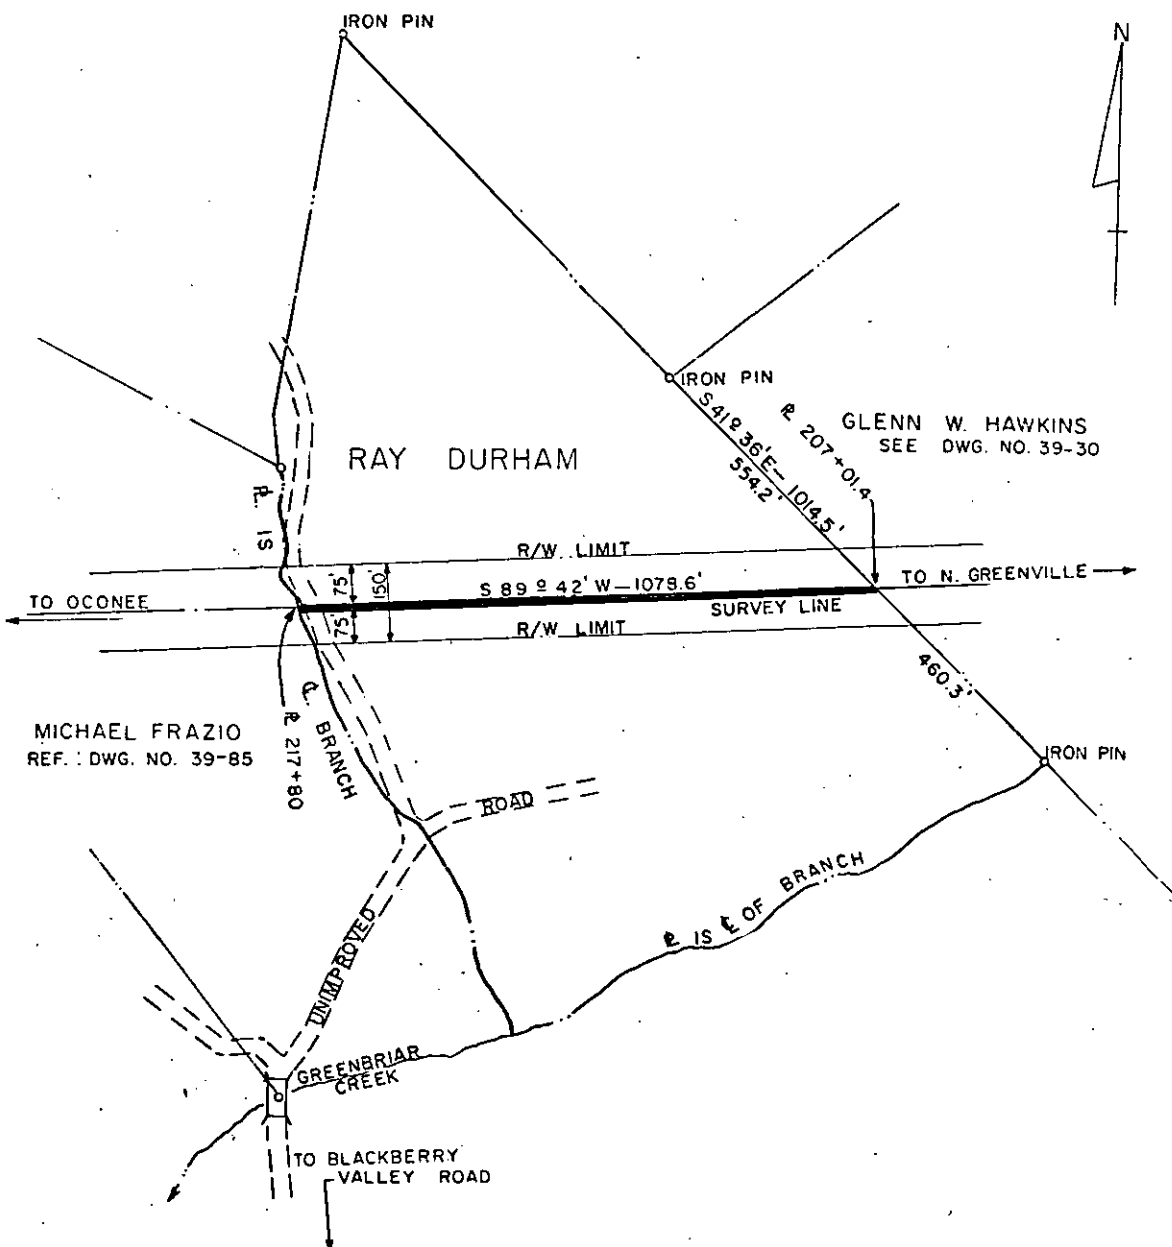 IRON PIN
N
IRON PIN
S 41º 36' E — 1014.5'
554.2'
℄ 207+01.4
GLENN W. HAWKINS
SEE DWG. NO. 39-30
RAY DURHAM
℄ IS
R/W LIMIT
75'
150'
S 89º 42' W — 1078.6'
TO N. GREENVILLE
TO OCONEE
SURVEY LINE
75'
R/W LIMIT
460.3'
℄ BRANCH
MICHAEL FRAZIO
REF.: DWG. NO. 39-85
217+80
IRON PIN
ROAD
IS ℄ OF BRANCH
UNIMPROVED
GREENBRIAR
CREEK
TO BLACKBERRY
VALLEY ROAD